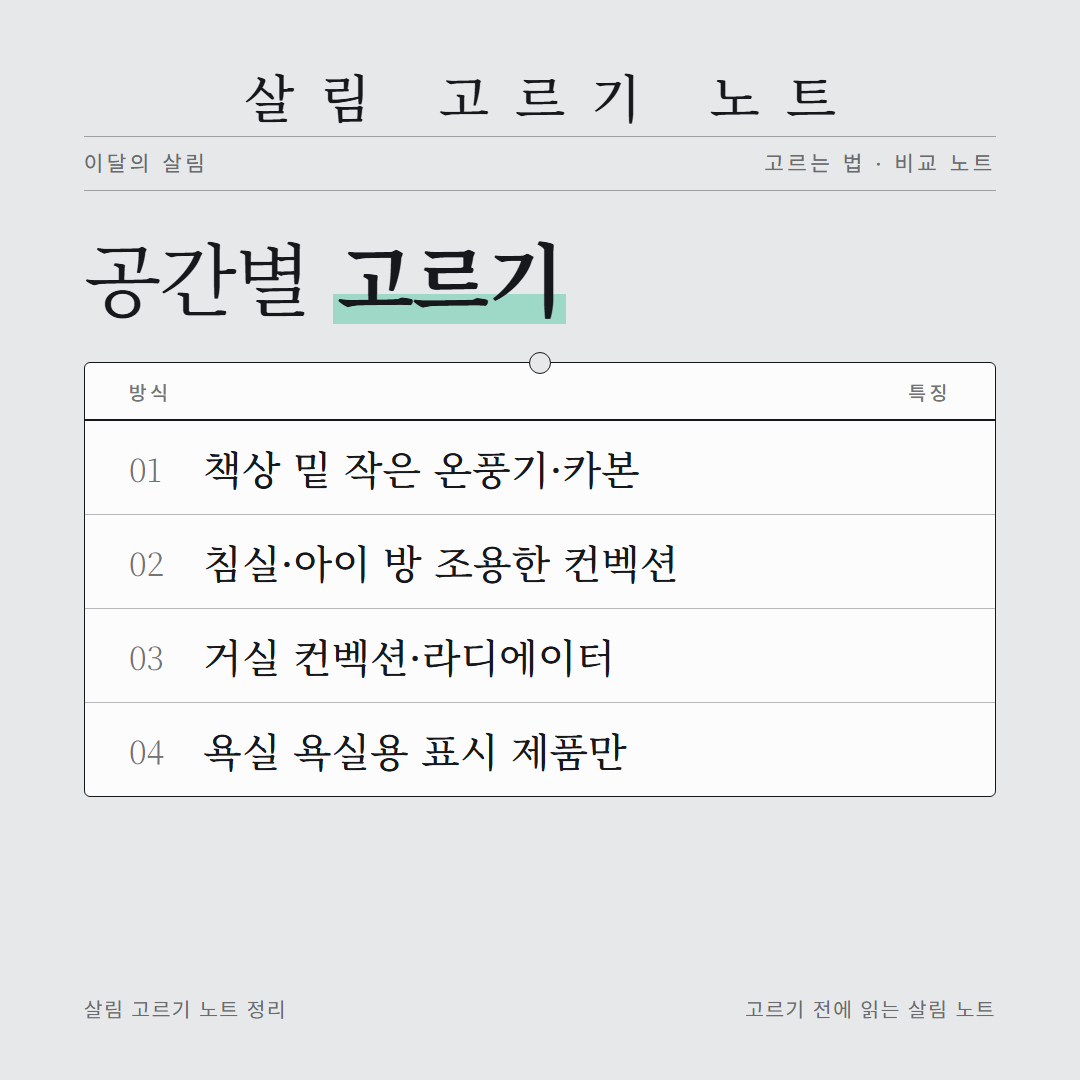 살림 고르기 노트
이달의 살림 고르는 법 · 비교 노트
공간별 고르기
방식 특징
01 책상 밑 작은 온풍기·카본
02 침실·아이 방 조용한 컨벡션
03 거실 컨벡션·라디에이터
04 욕실 욕실용 표시 제품만
살림 고르기 노트 정리 고르기 전에 읽는 살림 노트